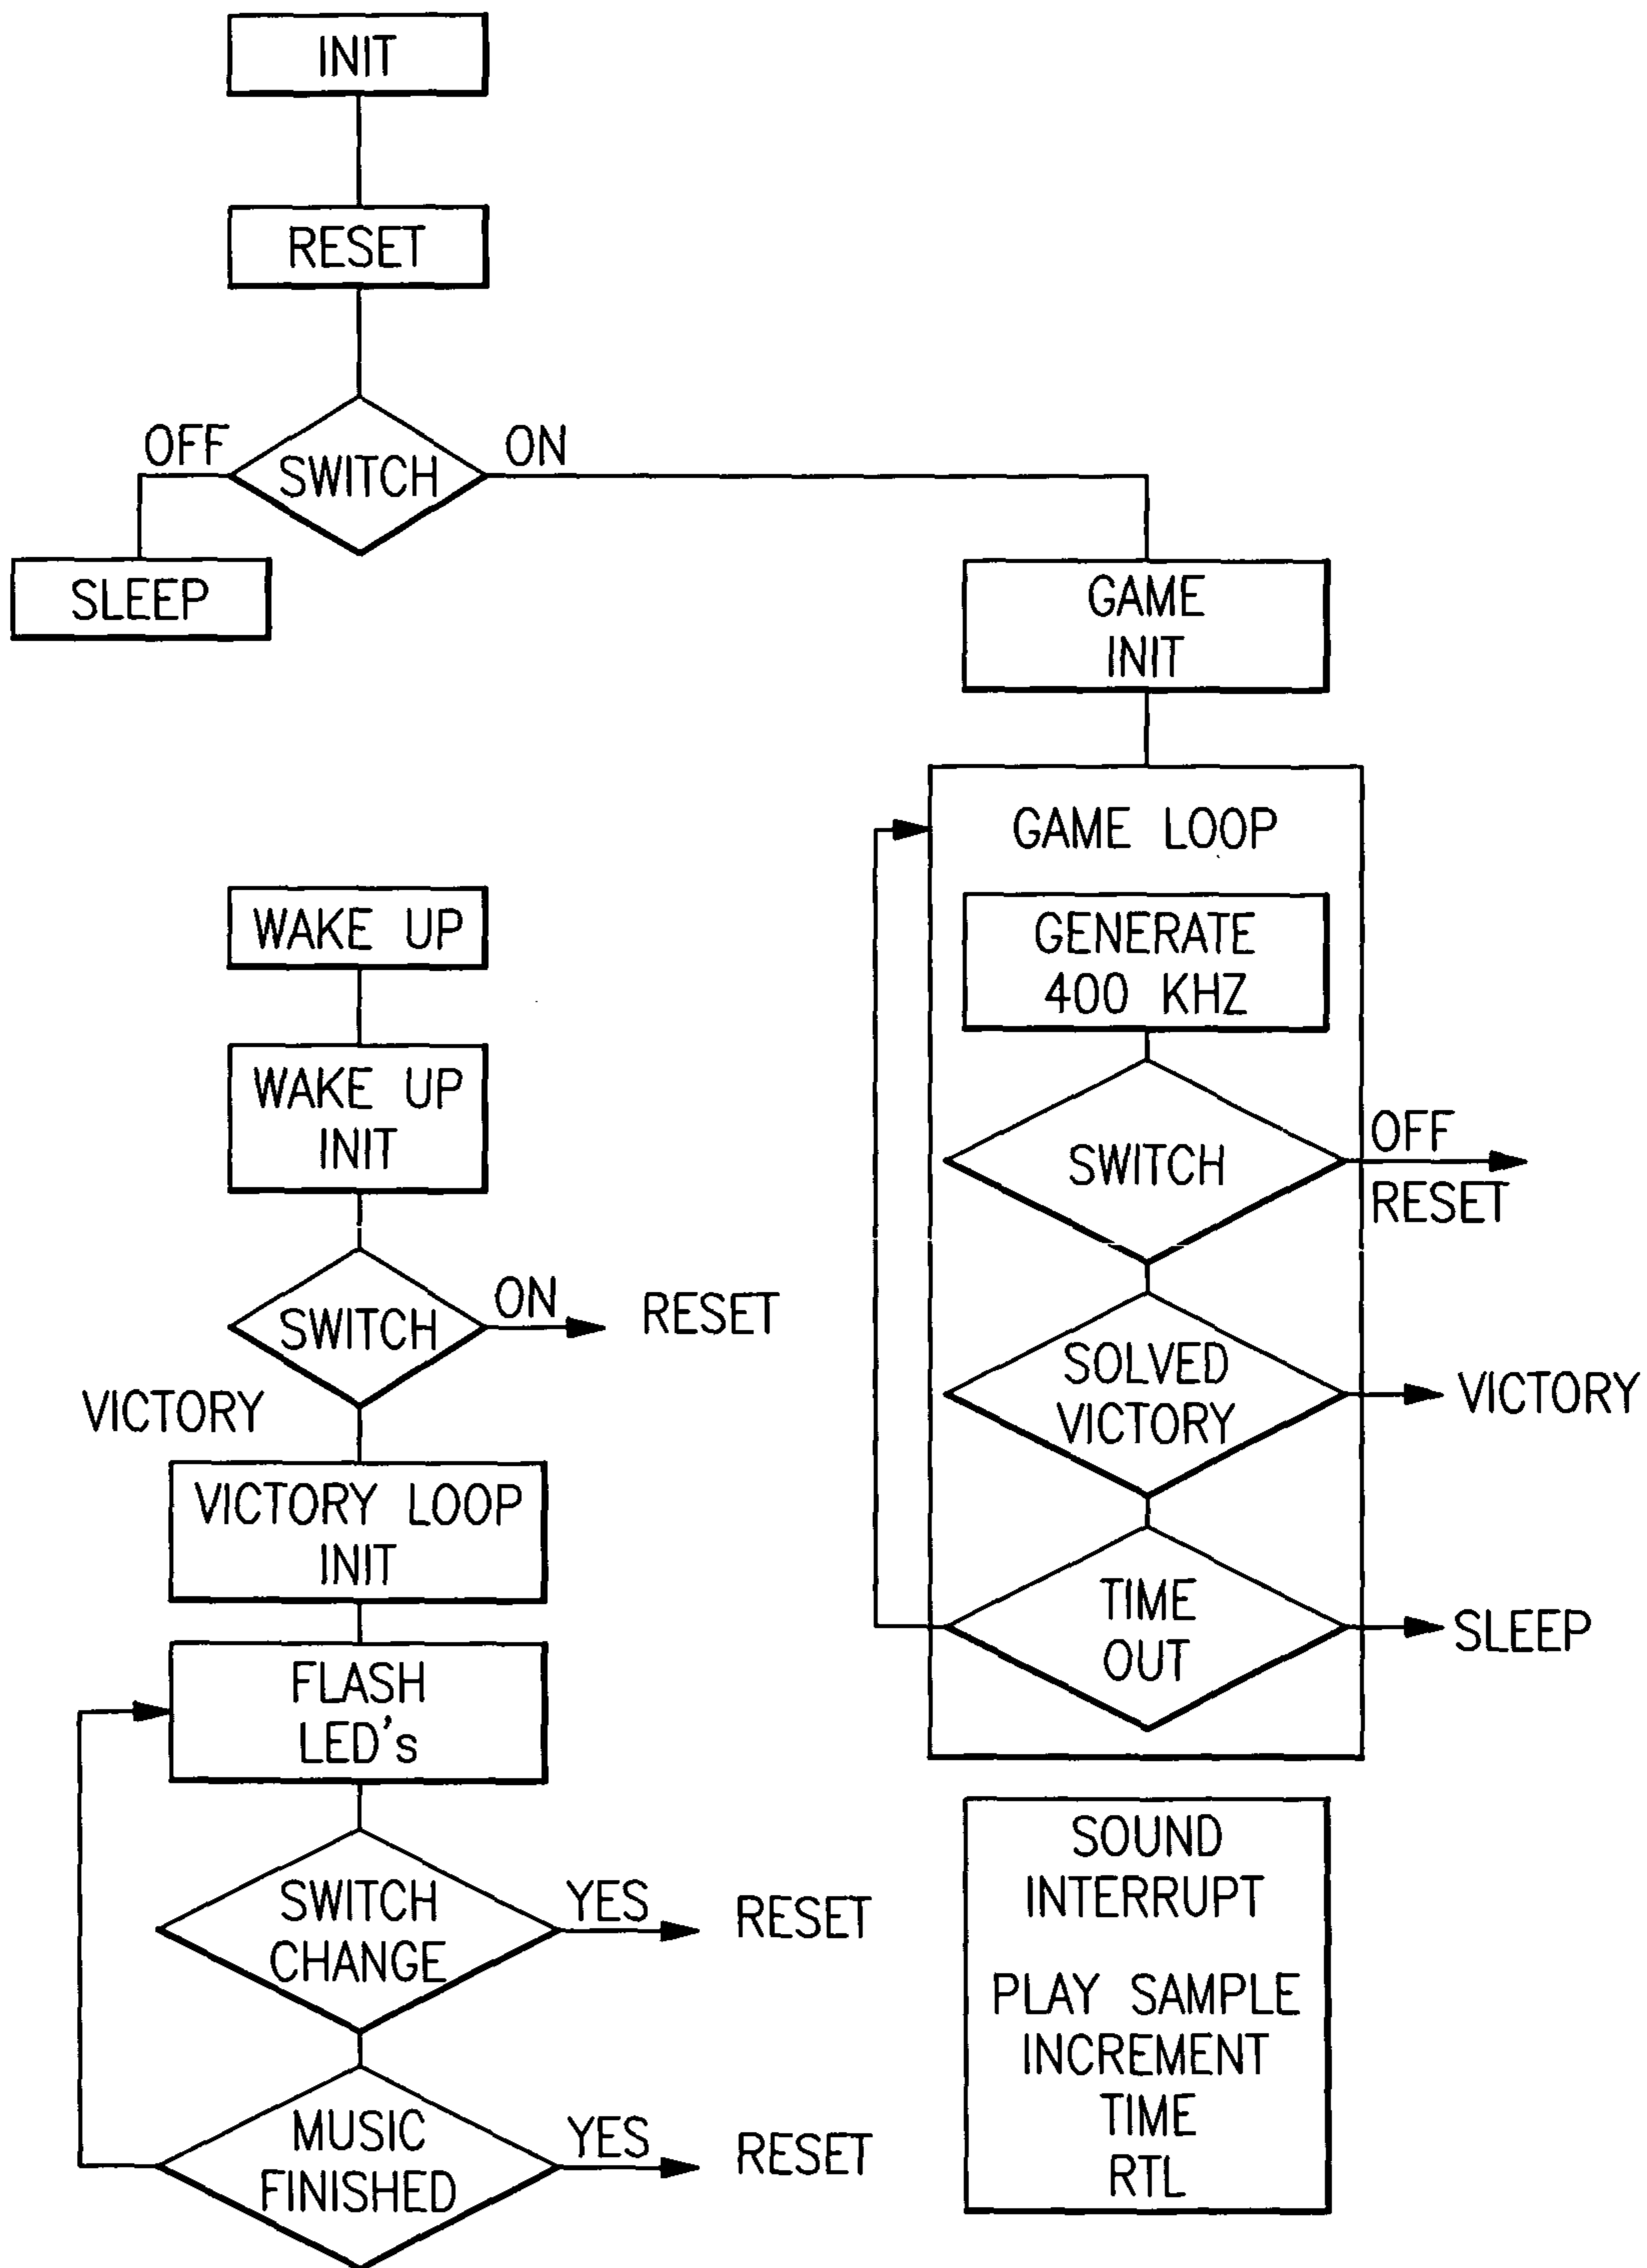 INIT
RESET
OFF
SWITCH
ON
SLEEP
GAME
INIT
GAME LOOP
GENERATE
400 KHZ
SWITCH
OFF
RESET
SOLVED
VICTORY
VICTORY
TIME
OUT
SLEEP
WAKE UP
WAKE UP
INIT
SWITCH
ON
RESET
VICTORY
VICTORY LOOP
INIT
FLASH
LED's
SWITCH
CHANGE
YES
RESET
MUSIC
FINISHED
YES
RESET
SOUND
INTERRUPT
PLAY SAMPLE
INCREMENT
TIME
RTL